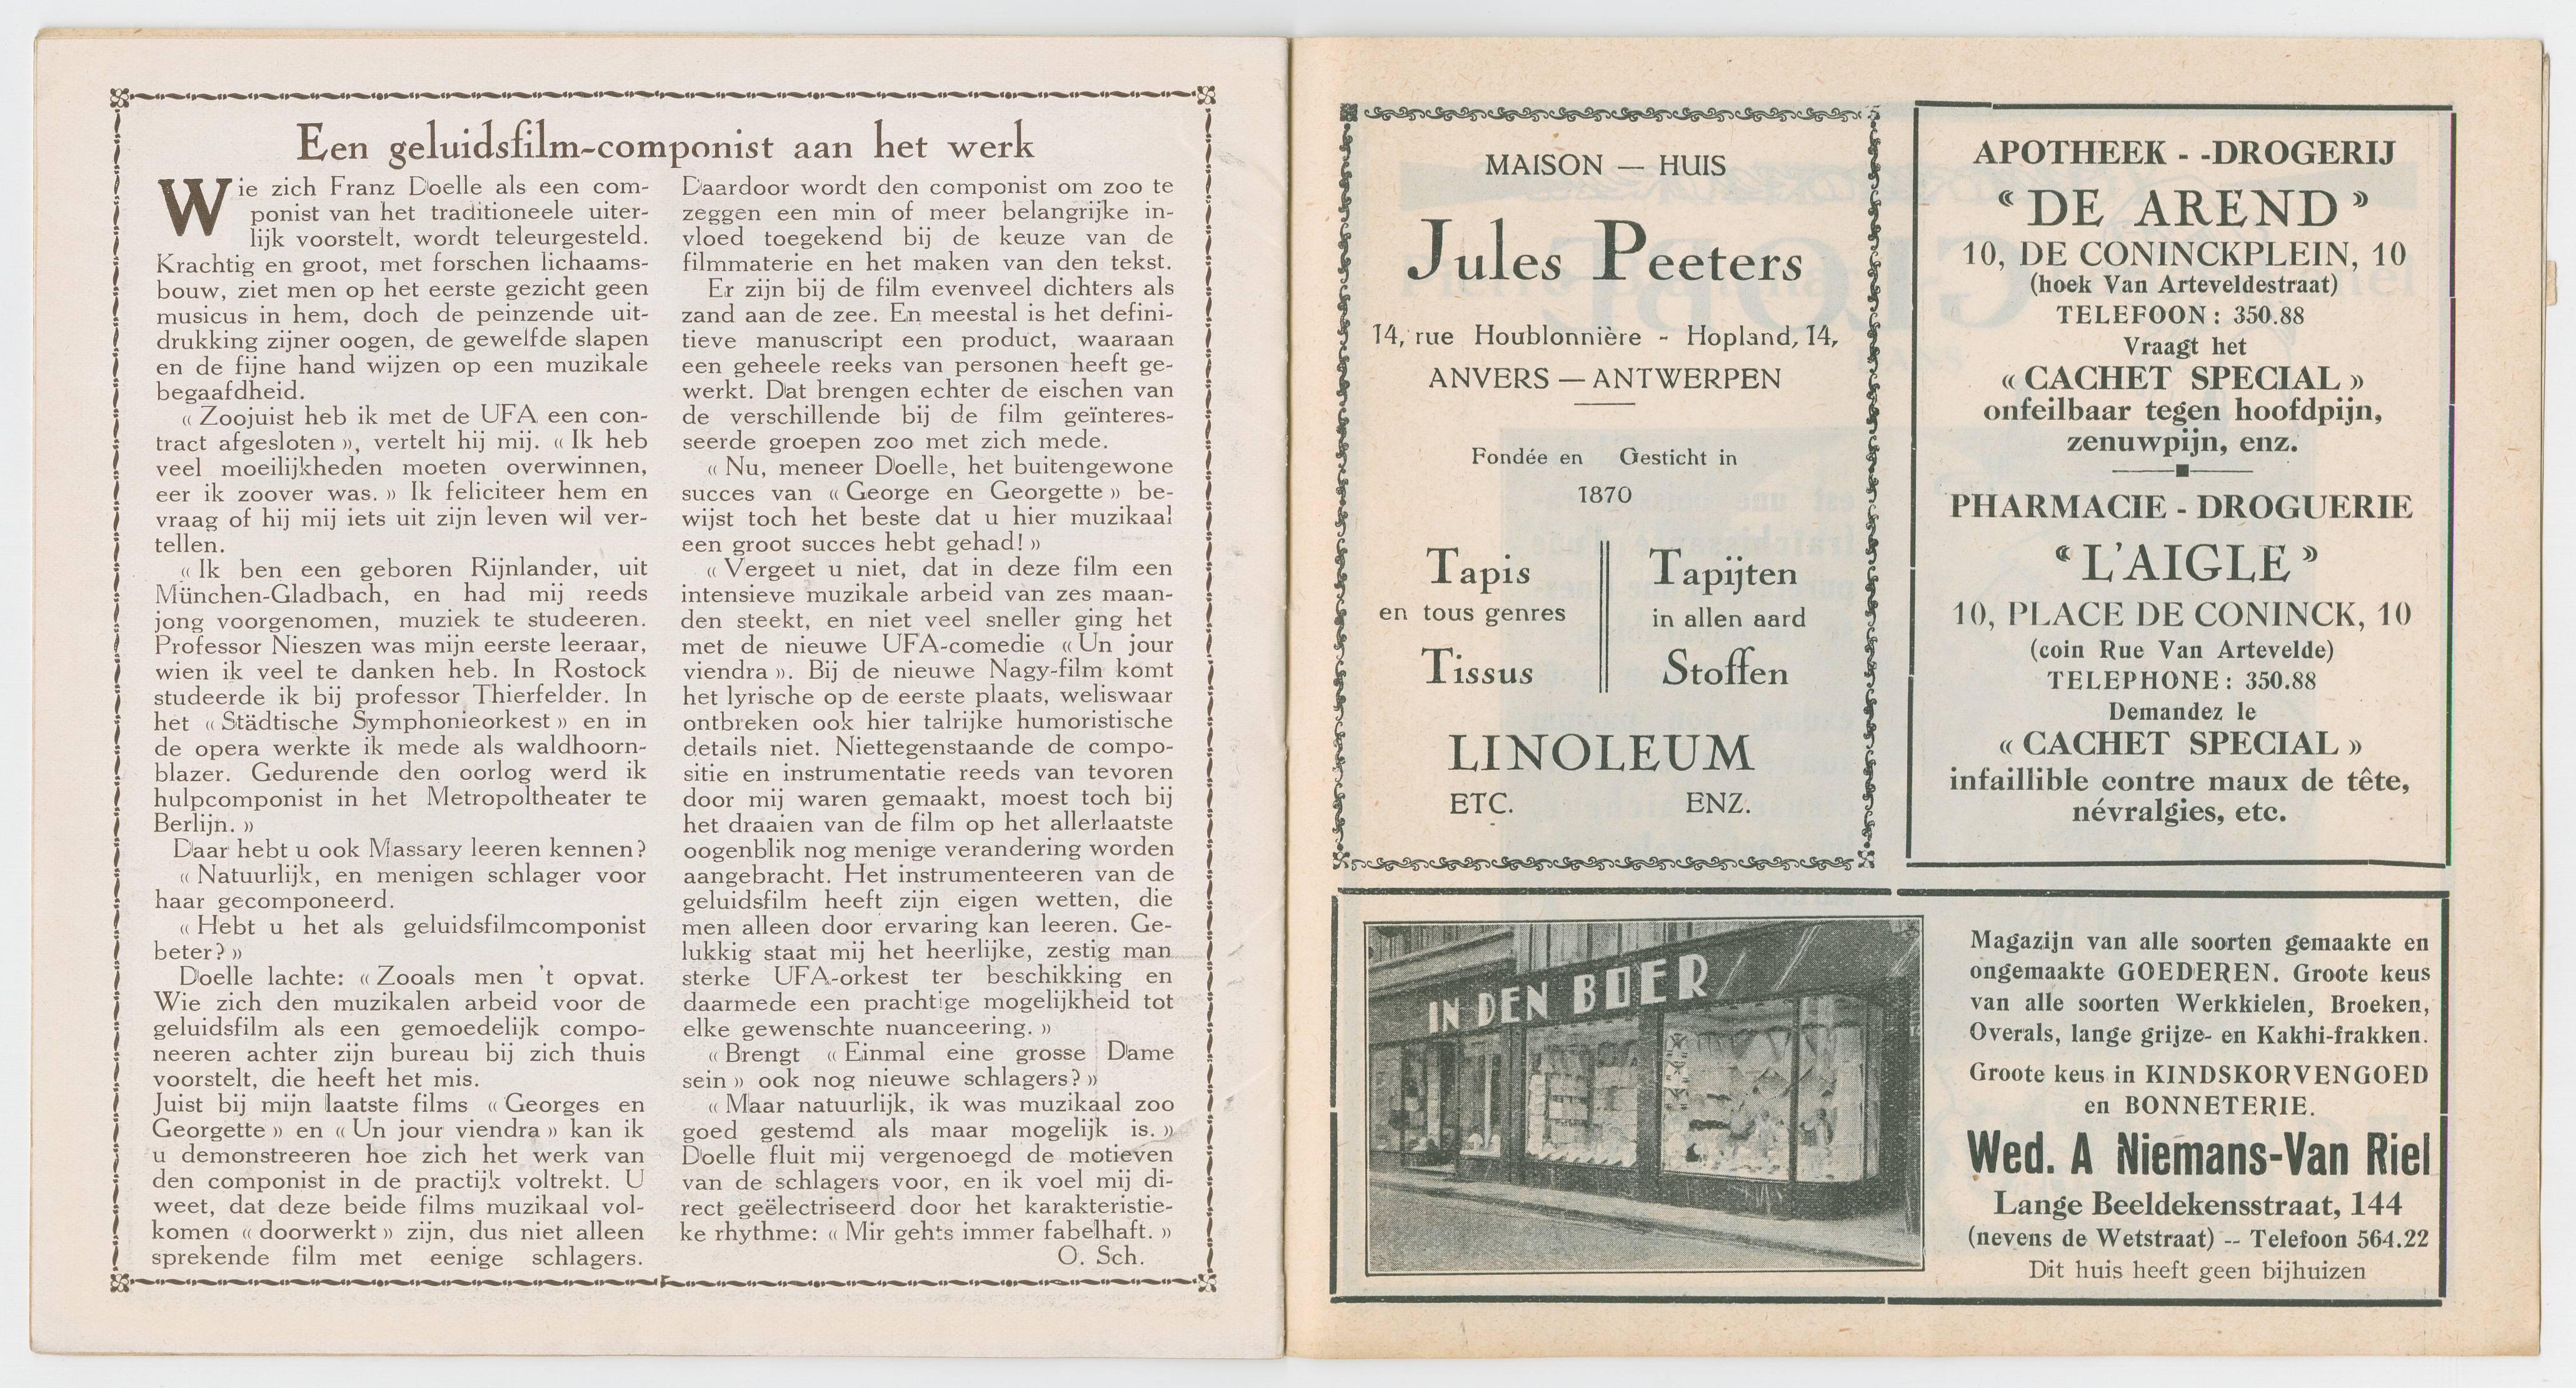 Een geluidsfilm-componist aan het werk
Wie zich Franz Doelle als een com-
ponist van het traditioneele uiter-
lijk voorstelt, wordt teleurgesteld.
Krachtig en groot, met forschen lichaams-
bouw, ziet men op het eerste gezicht geen
musicus in hem, doch de peinzende uit-
drukking zijner oogen, de gewelfde slapen
en de fijne hand wijzen op een muzikale
begaafdheid.
« Zoojuist heb ik met de UFA een con-
tract afgesloten », vertelt hij mij. « Ik heb
veel moeilijkheden moeten overwinnen,
eer ik zoover was. » Ik feliciteer hem en
vraag of hij mij iets uit zijn leven wil ver-
tellen.
« Ik ben een geboren Rijnlander, uit
München-Gladbach, en had mij reeds
jong voorgenomen, muziek te studeeren.
Professor Nieszen was mijn eerste leeraar,
wien ik veel te danken heb. In Rostock
studeerde ik bij professor Thierfelder. In
het « Städtische Symphonieorkest » en in
de opera werkte ik mede als waldhoorn-
blazer. Gedurende den oorlog werd ik
hulpcomponist in het Metropoltheater te
Berlijn. »
Daar hebt u ook Massary leeren kennen?
« Natuurlijk, en menigen schlager voor
haar gecomponeerd.
« Hebt u het als geluidsfilmcomponist
beter? »
Doelle lachte: « Zooals men 't opvat.
Wie zich den muzikalen arbeid voor de
geluidsfilm als een gemoedelijk compo-
neeren achter zijn bureau bij zich thuis
voorstelt, die heeft het mis.
Juist bij mijn laatste films « Georges en
Georgette » en « Un jour viendra » kan ik
u demonstreeren hoe zich het werk van
den componist in de practijk voltrekt. U
weet, dat deze beide films muzikaal vol-
komen « doorwerkt » zijn, dus niet alleen
sprekende film met eenige schlagers.
Daardoor wordt den componist om zoo te
zeggen een min of meer belangrijke in-
vloed toegekend bij de keuze van de
filmmaterie en het maken van den tekst.
Er zijn bij de film evenveel dichters als
zand aan de zee. En meestal is het defini-
tieve manuscript een product, waaraan
een geheele reeks van personen heeft ge-
werkt. Dat brengen echter de eischen van
de verschillende bij de film geïnteres-
seerde groepen zoo met zich mede.
« Nu, meneer Doelle, het buitengewone
succes van « George en Georgette » be-
wijst toch het beste dat u hier muzikaal
een groot succes hebt gehad! »
« Vergeet u niet, dat in deze film een
intensieve muzikale arbeid van zes maan-
den steekt, en niet veel sneller ging het
met de nieuwe UFA-comedie « Un jour
viendra ». Bij de nieuwe Nagy-film komt
het lyrische op de eerste plaats, weliswaar
ontbreken ook hier talrijke humoristische
details niet. Niettegenstaande de compo-
sitie en instrumentatie reeds van tevoren
door mij waren gemaakt, moest toch bij
het draaien van de film op het allerlaatste
oogenblik nog menige verandering worden
aangebracht. Het instrumenteeren van de
geluidsfilm heeft zijn eigen wetten, die
men alleen door ervaring kan leeren. Ge-
lukkig staat mij het heerlijke, zestig man
sterke UFA-orkest ter beschikking en
daarmede een prachtige mogelijkheid tot
elke gewenschte nuanceering. »
« Brengt « Einmal eine grosse Dame
sein » ook nog nieuwe schlagers? »
« Maar natuurlijk, ik was muzikaal zoo
goed gestemd als maar mogelijk is. »
Doelle fluit mij vergenoegd de motieven
van de schlagers voor, en ik voel mij di-
rect geëlectriseerd door het karakteristie-
ke rhythme: « Mir gehts immer fabelhaft. »
O. Sch.
MAISON — HUIS
Jules Peeters
14, rue Houblonnière - Hopland, 14,
ANVERS — ANTWERPEN
Fondée en Gesticht in
1870
Tapis
en tous genres
Tissus
Tapijten
in allen aard
Stoffen
LINOLEUM
ETC. ENZ.
APOTHEEK - -DROGERIJ
« DE AREND »
10, DE CONINCKPLEIN, 10
(hoek Van Arteveldestraat)
TELEFOON: 350.88
Vraagt het
« CACHET SPECIAL »
onfeilbaar tegen hoofdpijn,
zenuwpijn, enz.
PHARMACIE - DROGUERIE
« L'AIGLE »
10, PLACE DE CONINCK, 10
(coin Rue Van Artevelde)
TELEPHONE: 350.88
Demandez le
« CACHET SPECIAL »
infaillible contre maux de tête,
névralgies, etc.
IN DEN BOER
Magazijn van alle soorten gemaakte en
ongemaakte GOEDEREN. Groote keus
van alle soorten Werkkielen, Broeken,
Overals, lange grijze- en Kakhi-frakken.
Groote keus in KINDSKORVENGOED
en BONNETERIE.
Wed. A Niemans-Van Riel
Lange Beeldekensstraat, 144
(nevens de Wetstraat) -- Telefoon 564.22
Dit huis heeft geen bijhuizen